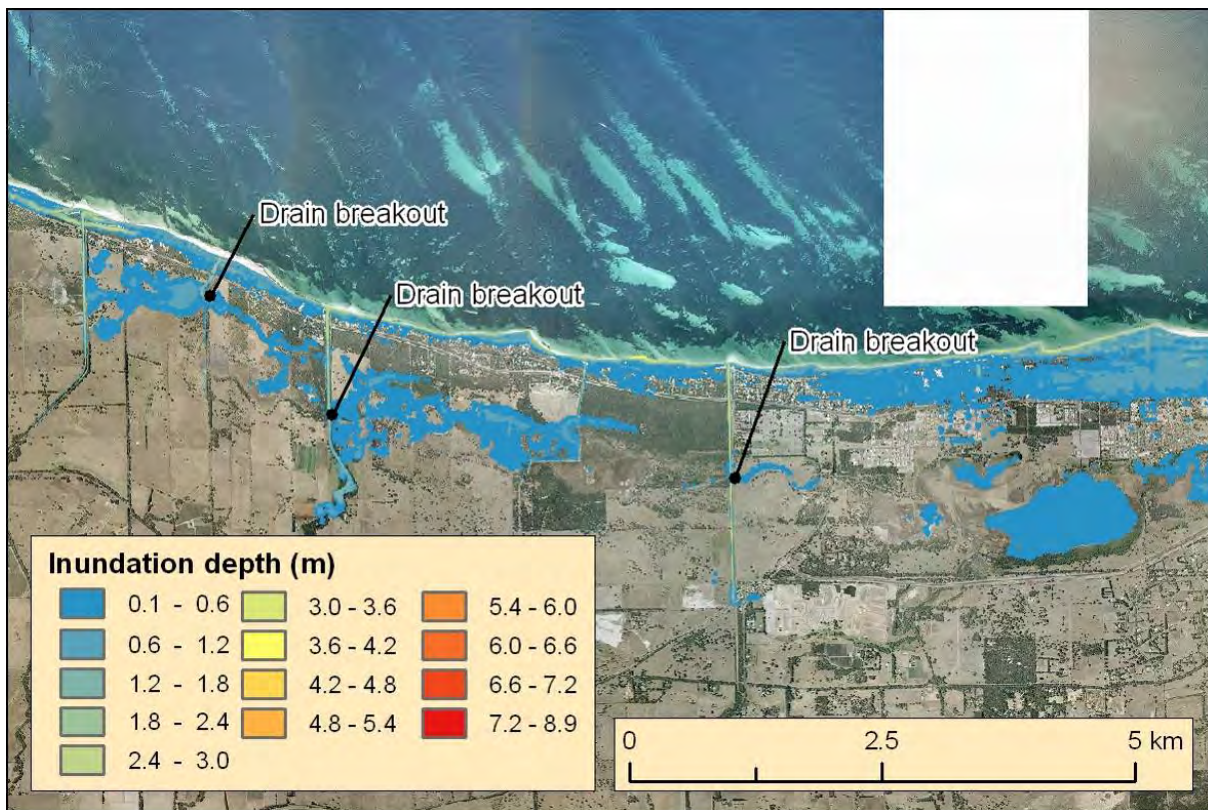 Drain breakout
Drain breakout
Drain breakout
Inundation depth (m)
0.1 - 0.6
0.6 - 1.2
1.2 - 1.8
1.8 - 2.4
2.4 - 3.0
3.0 - 3.6
3.6 - 4.2
4.2 - 4.8
4.8 - 5.4
5.4 - 6.0
6.0 - 6.6
6.6 - 7.2
7.2 - 8.9
0 2.5 5 km